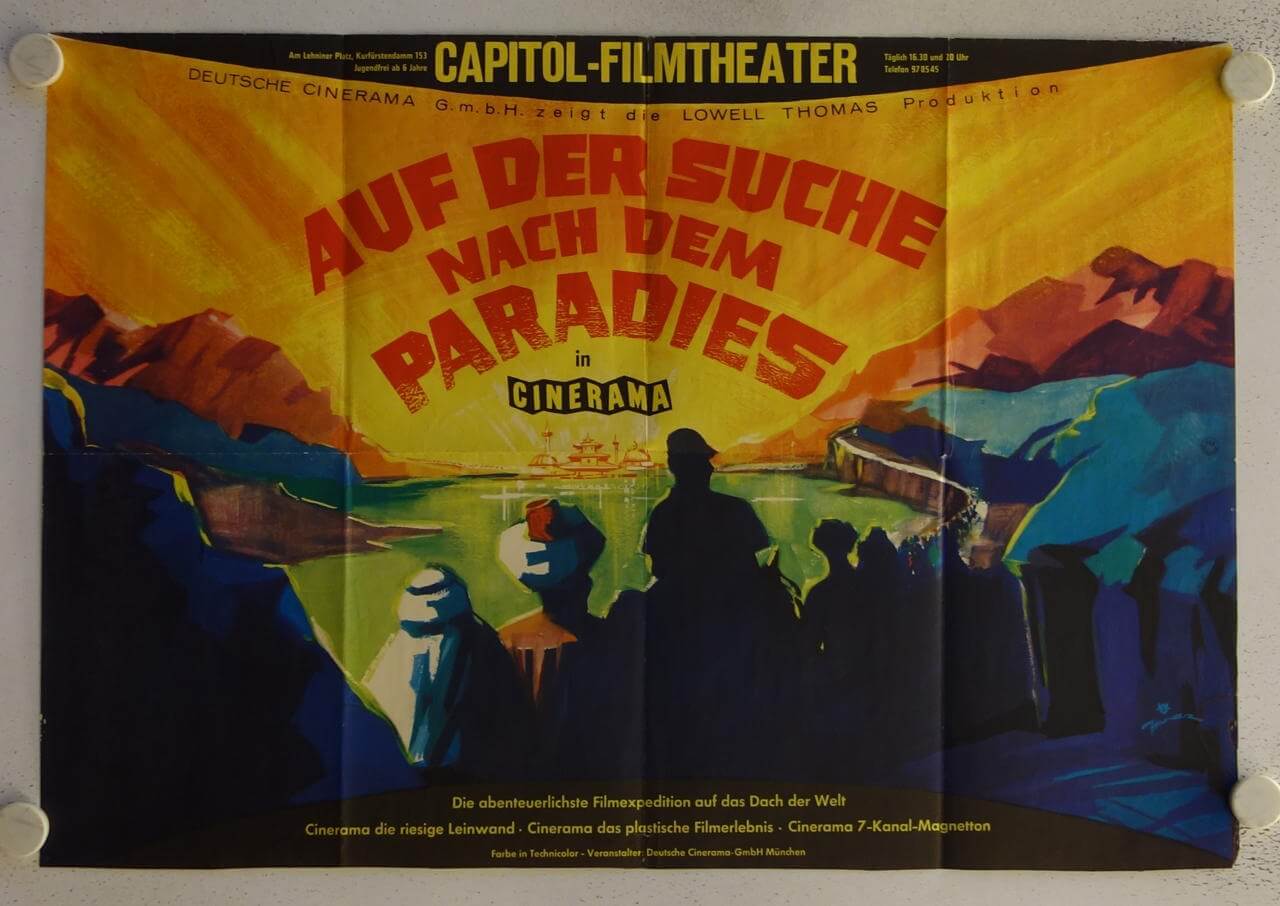 Am Lehniner Platz, Kurfürstendamm 153
Jugendfrei ab 6 Jahre
CAPITOL-FILMTHEATER
Täglich 16.30 und 20 Uhr
Telefon 97 85 45
DEUTSCHE CINERAMA G.m.b.H. zeigt die LOWELL THOMAS Produktion
AUF DER SUCHE
NACH DEM
PARADIES
in
CINERAMA
Die abenteuerlichste Filmexpedition auf das Dach der Welt
Cinerama die riesige Leinwand · Cinerama das plastische Filmerlebnis · Cinerama 7-Kanal-Magnetton
Farbe in Technicolor - Veranstalter: Deutsche Cinerama-GmbH München